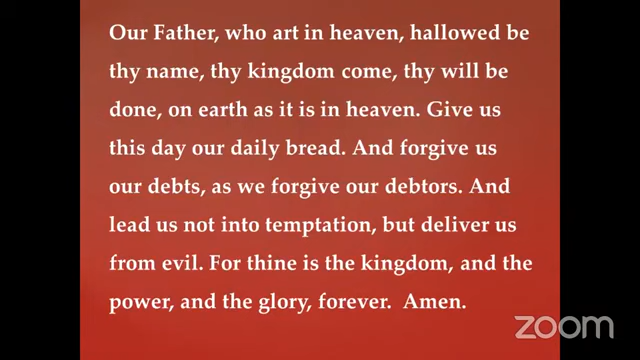 Our Father, who art in heaven, hallowed be
thy name, thy kingdom come, thy will be
done, on earth as it is in heaven. Give us
this day our daily bread. And forgive us
our debts, as we forgive our debtors. And
lead us not into temptation, but deliver us
from evil. For thine is the kingdom, and the
power, and the glory, forever.  Amen.
zoom